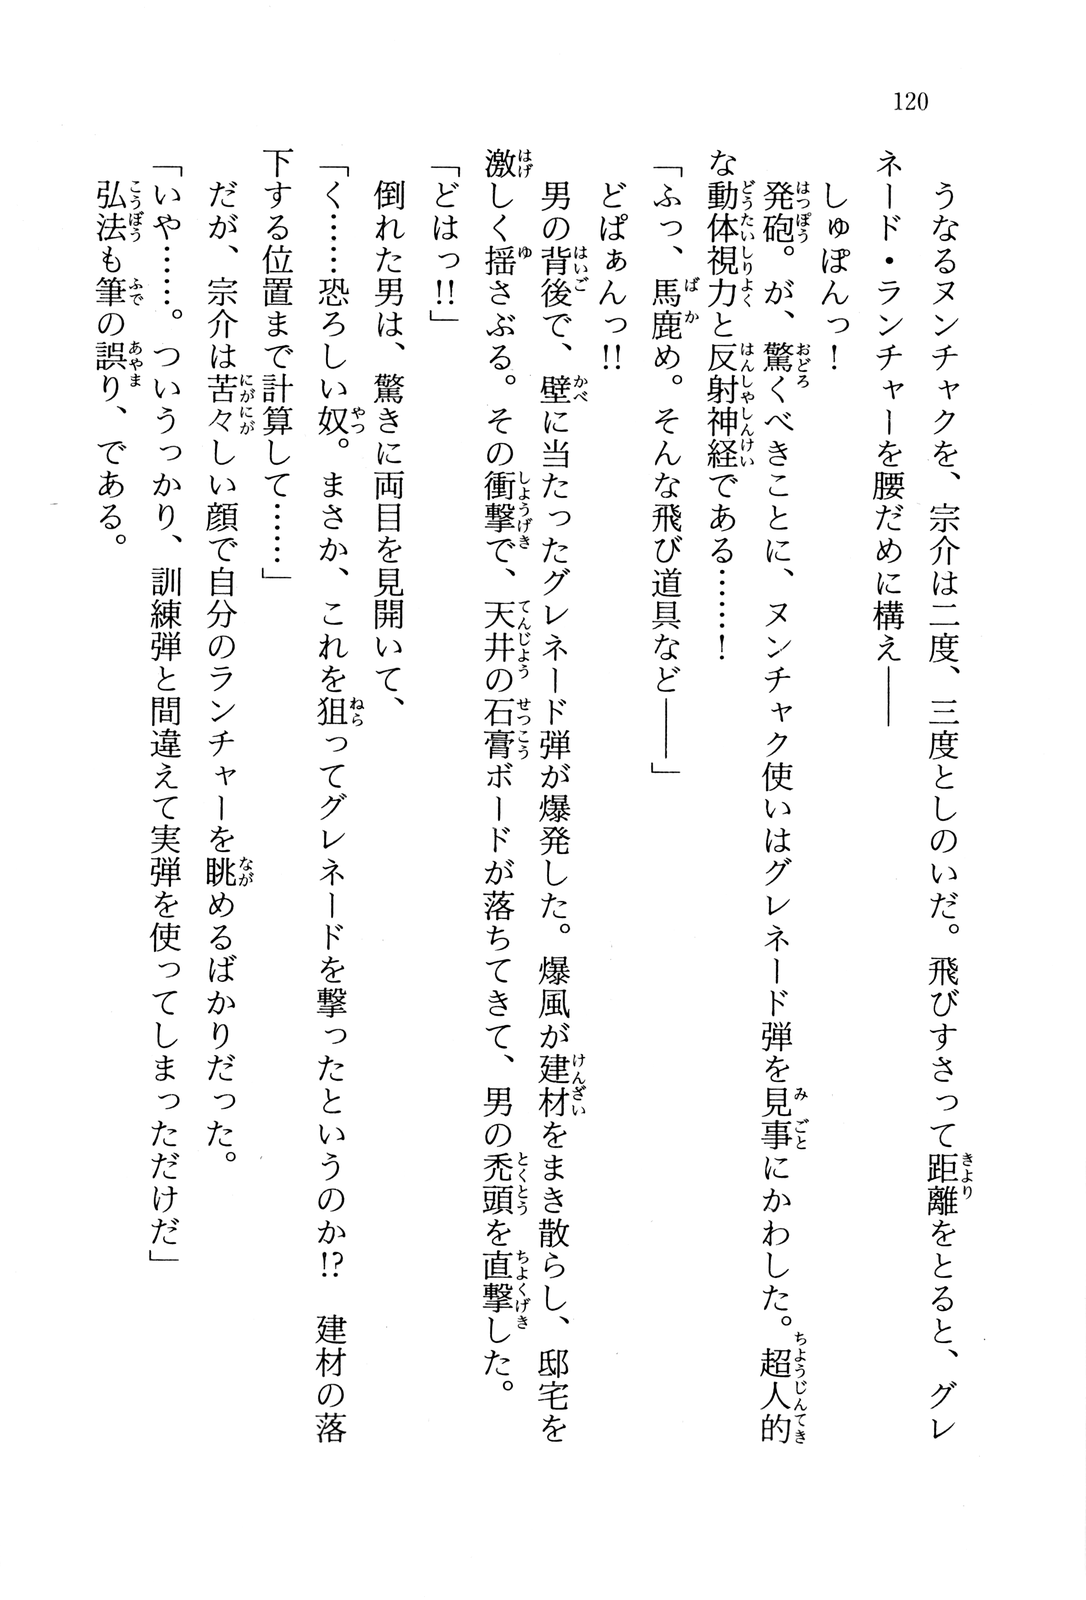 120
うなるヌンチャクを、宗介は二度、三度としのいだ。飛びすさって距離をとると、グレ
ネード・ランチャーを腰だめに構え――
しゅぽんっ！
発砲。が、驚くべきことに、ヌンチャク使いはグレネード弾を見事にかわした。超人的
な動体視力と反射神経である……！
「ふっ、馬鹿め。そんな飛び道具など――」
どぱぁんっ!!
男の背後で、壁に当たったグレネード弾が爆発した。爆風が建材をまき散らし、邸宅を
激しく揺さぶる。その衝撃で、天井の石膏ボードが落ちてきて、男の禿頭を直撃した。
「どはっ!!」
倒れた男は、驚きに両目を見開いて、
「く……恐ろしい奴。まさか、これを狙ってグレネードを撃ったというのか!?　建材の落
下する位置まで計算して……」
だが、宗介は苦々しい顔で自分のランチャーを眺めるばかりだった。
「いや……。ついうっかり、訓練弾と間違えて実弾を使ってしまっただけだ」
弘法も筆の誤り、である。